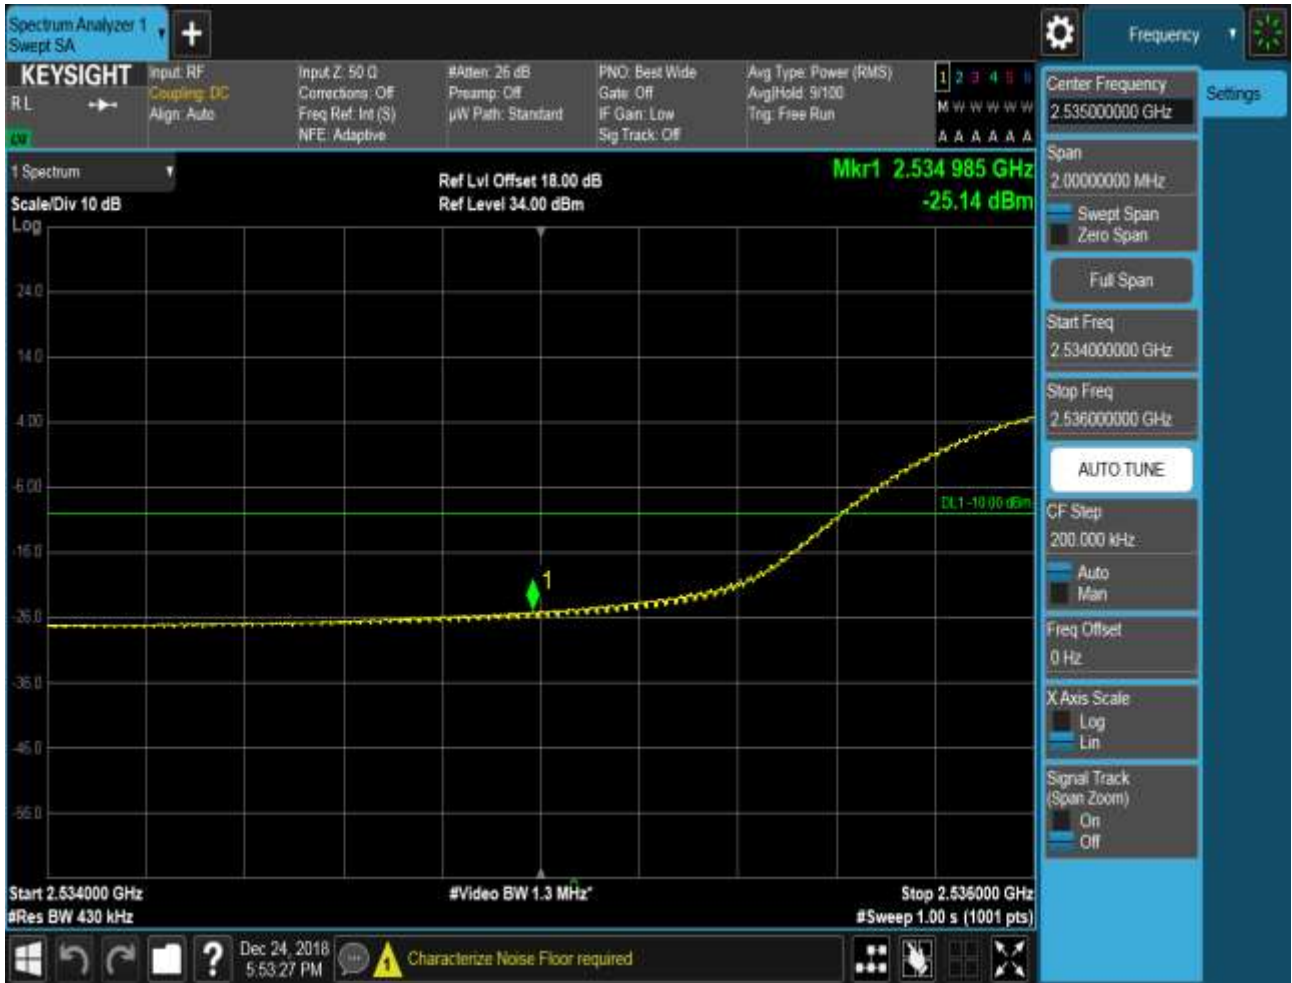 Spectrum Analyzer 1
Swept SA
+
Frequency
KEYSIGHT
R L
Input: RF
Coupling: DC
Align: Auto
Input Z: 50 Ω
Corrections: Off
Freq Ref: Int (S)
NFE: Adaptive
#Atten: 26 dB
Preamp: Off
µW Path: Standard
PNO: Best Wide
Gate: Off
IF Gain: Low
Sig Track: Off
Avg Type: Power (RMS)
Avg|Hold: 9/100
Trig: Free Run
1 2 3 4 5 6
M W W W W W
A A A A A A
1 Spectrum
Scale/Div 10 dB
Log
Ref Lvl Offset 18.00 dB
Ref Level 34.00 dBm
Mkr1 2.534 985 GHz
-25.14 dBm
24.0
14.0
4.00
-6.00
-16.0
-26.0
-36.0
-46.0
-56.0
DL1 -10.00 dBm
1
Start 2.534000 GHz
#Res BW 430 kHz
#Video BW 1.3 MHz*
Stop 2.536000 GHz
#Sweep 1.00 s (1001 pts)
Center Frequency
2.535000000 GHz
Settings
Span
2.00000000 MHz
Swept Span
Zero Span
Full Span
Start Freq
2.534000000 GHz
Stop Freq
2.536000000 GHz
AUTO TUNE
CF Step
200.000 kHz
Auto
Man
Freq Offset
0 Hz
X Axis Scale
Log
Lin
Signal Track
(Span Zoom)
On
Off
?
Dec 24, 2018
5:53:27 PM
1
Characterize Noise Floor required